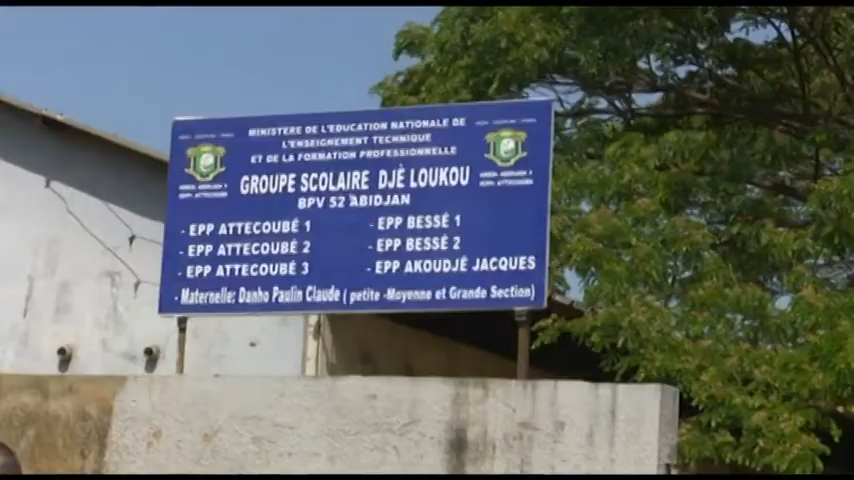 MINISTERE DE L'EDUCATION NATIONALE DE
L'ENSEIGNEMENT TECHNIQUE
ET DE LA FORMATION PROFESSIONNELLE
GROUPE SCOLAIRE DJÈ LOUKOU
BPV 52 ABIDJAN
- EPP ATTECOUBÉ 1
- EPP ATTECOUBÉ 2
- EPP ATTECOUBÉ 3
- EPP BESSÉ 1
- EPP BESSÉ 2
- EPP AKOUDJÉ JACQUES
- Maternelle: Danho Paulin Claude ( petite -Moyenne et Grande Section)